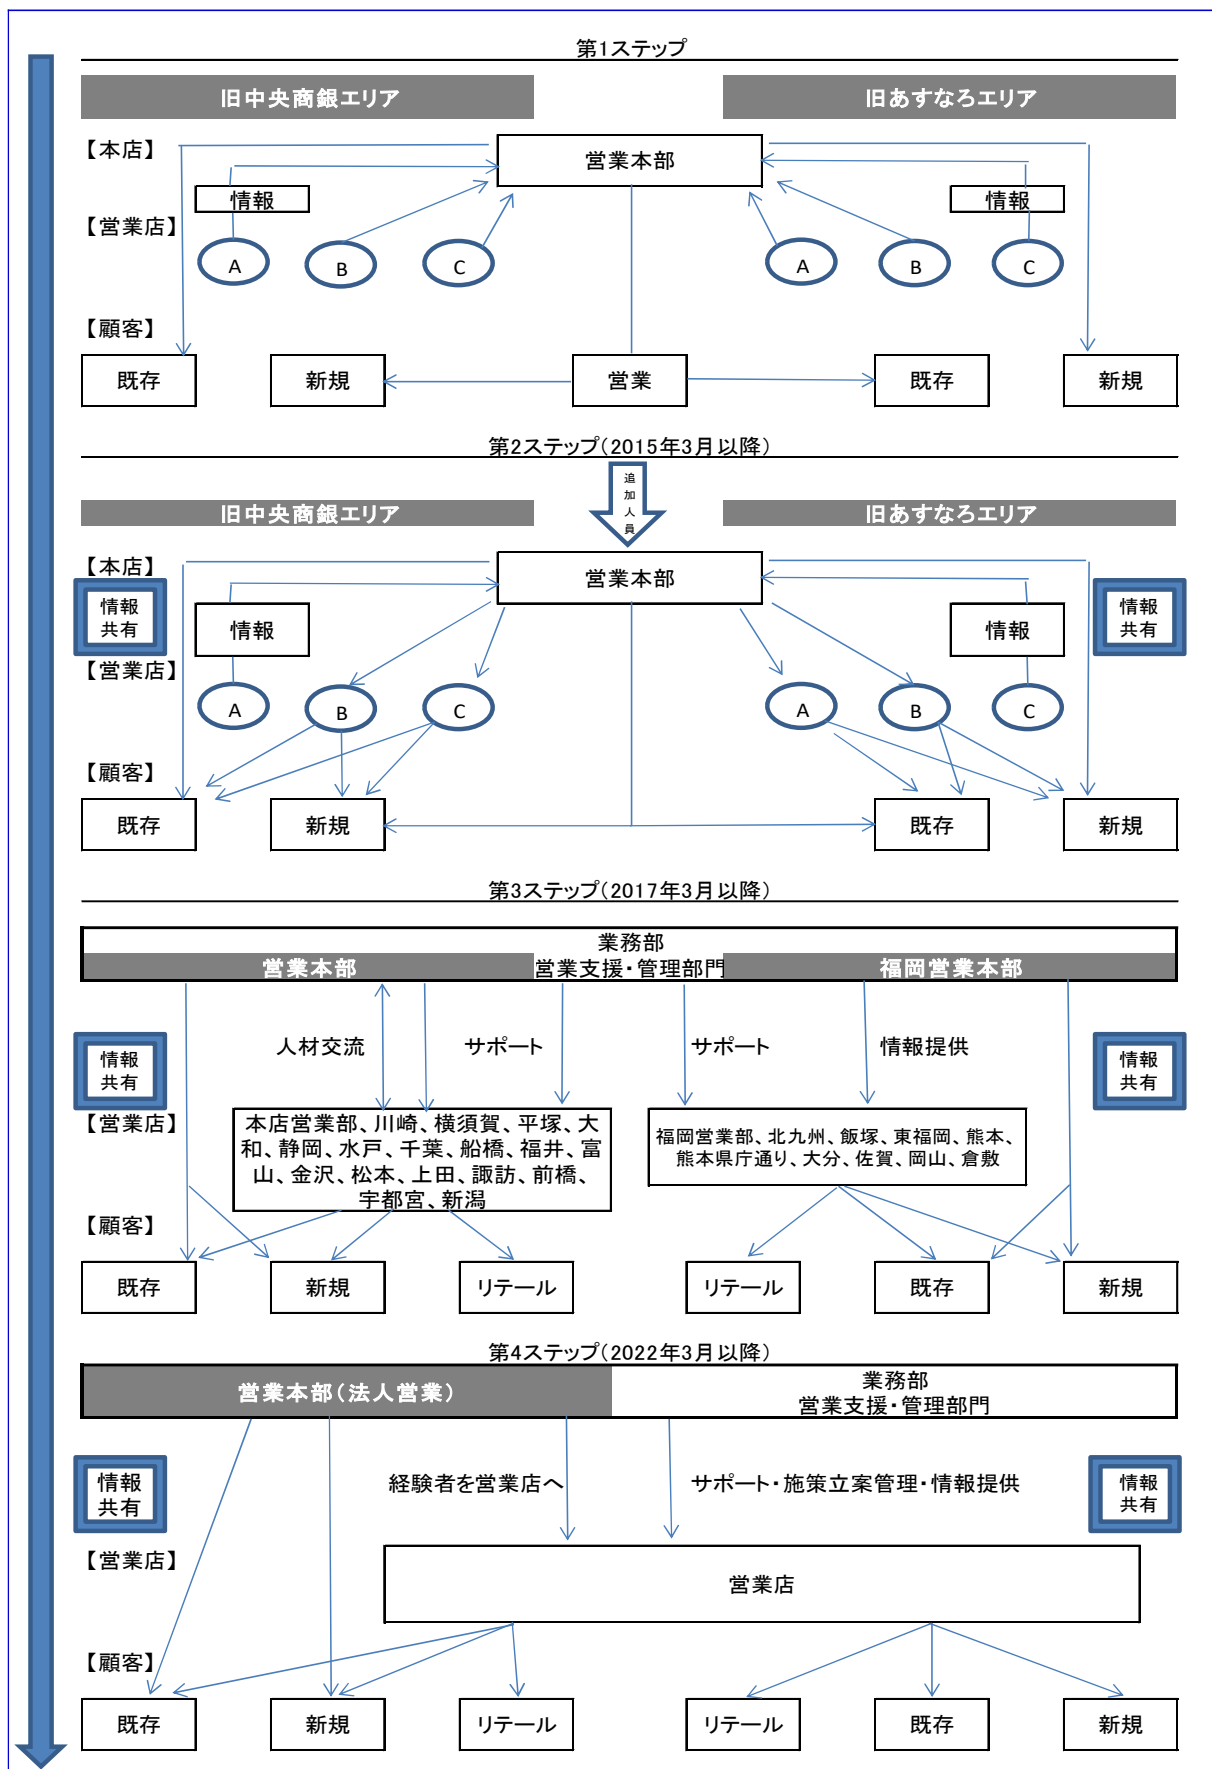 第1ステップ
旧中央商銀エリア
旧あすなろエリア
【本店】
営業本部
情報
情報
【営業店】
A
B
C
A
B
C
【顧客】
既存
新規
営業
既存
新規
第2ステップ(2015年3月以降)
追加人員
旧中央商銀エリア
旧あすなろエリア
【本店】
営業本部
情報
共有
情報
情報
情報
共有
【営業店】
A
B
C
A
B
C
【顧客】
既存
新規
既存
新規
第3ステップ(2017年3月以降)
業務部
営業本部
営業支援・管理部門
福岡営業本部
情報
共有
人材交流
サポート
サポート
情報提供
情報
共有
【営業店】
本店営業部、川崎、横須賀、平塚、大
和、静岡、水戸、千葉、船橋、福井、富
山、金沢、松本、上田、諏訪、前橋、
宇都宮、新潟
福岡営業部、北九州、飯塚、東福岡、熊本、
熊本県庁通り、大分、佐賀、岡山、倉敷
【顧客】
既存
新規
リテール
リテール
既存
新規
第4ステップ(2022年3月以降)
営業本部(法人営業)
業務部
営業支援・管理部門
情報
共有
経験者を営業店へ
サポート・施策立案管理・情報提供
情報
共有
【営業店】
営業店
【顧客】
既存
新規
リテール
リテール
既存
新規